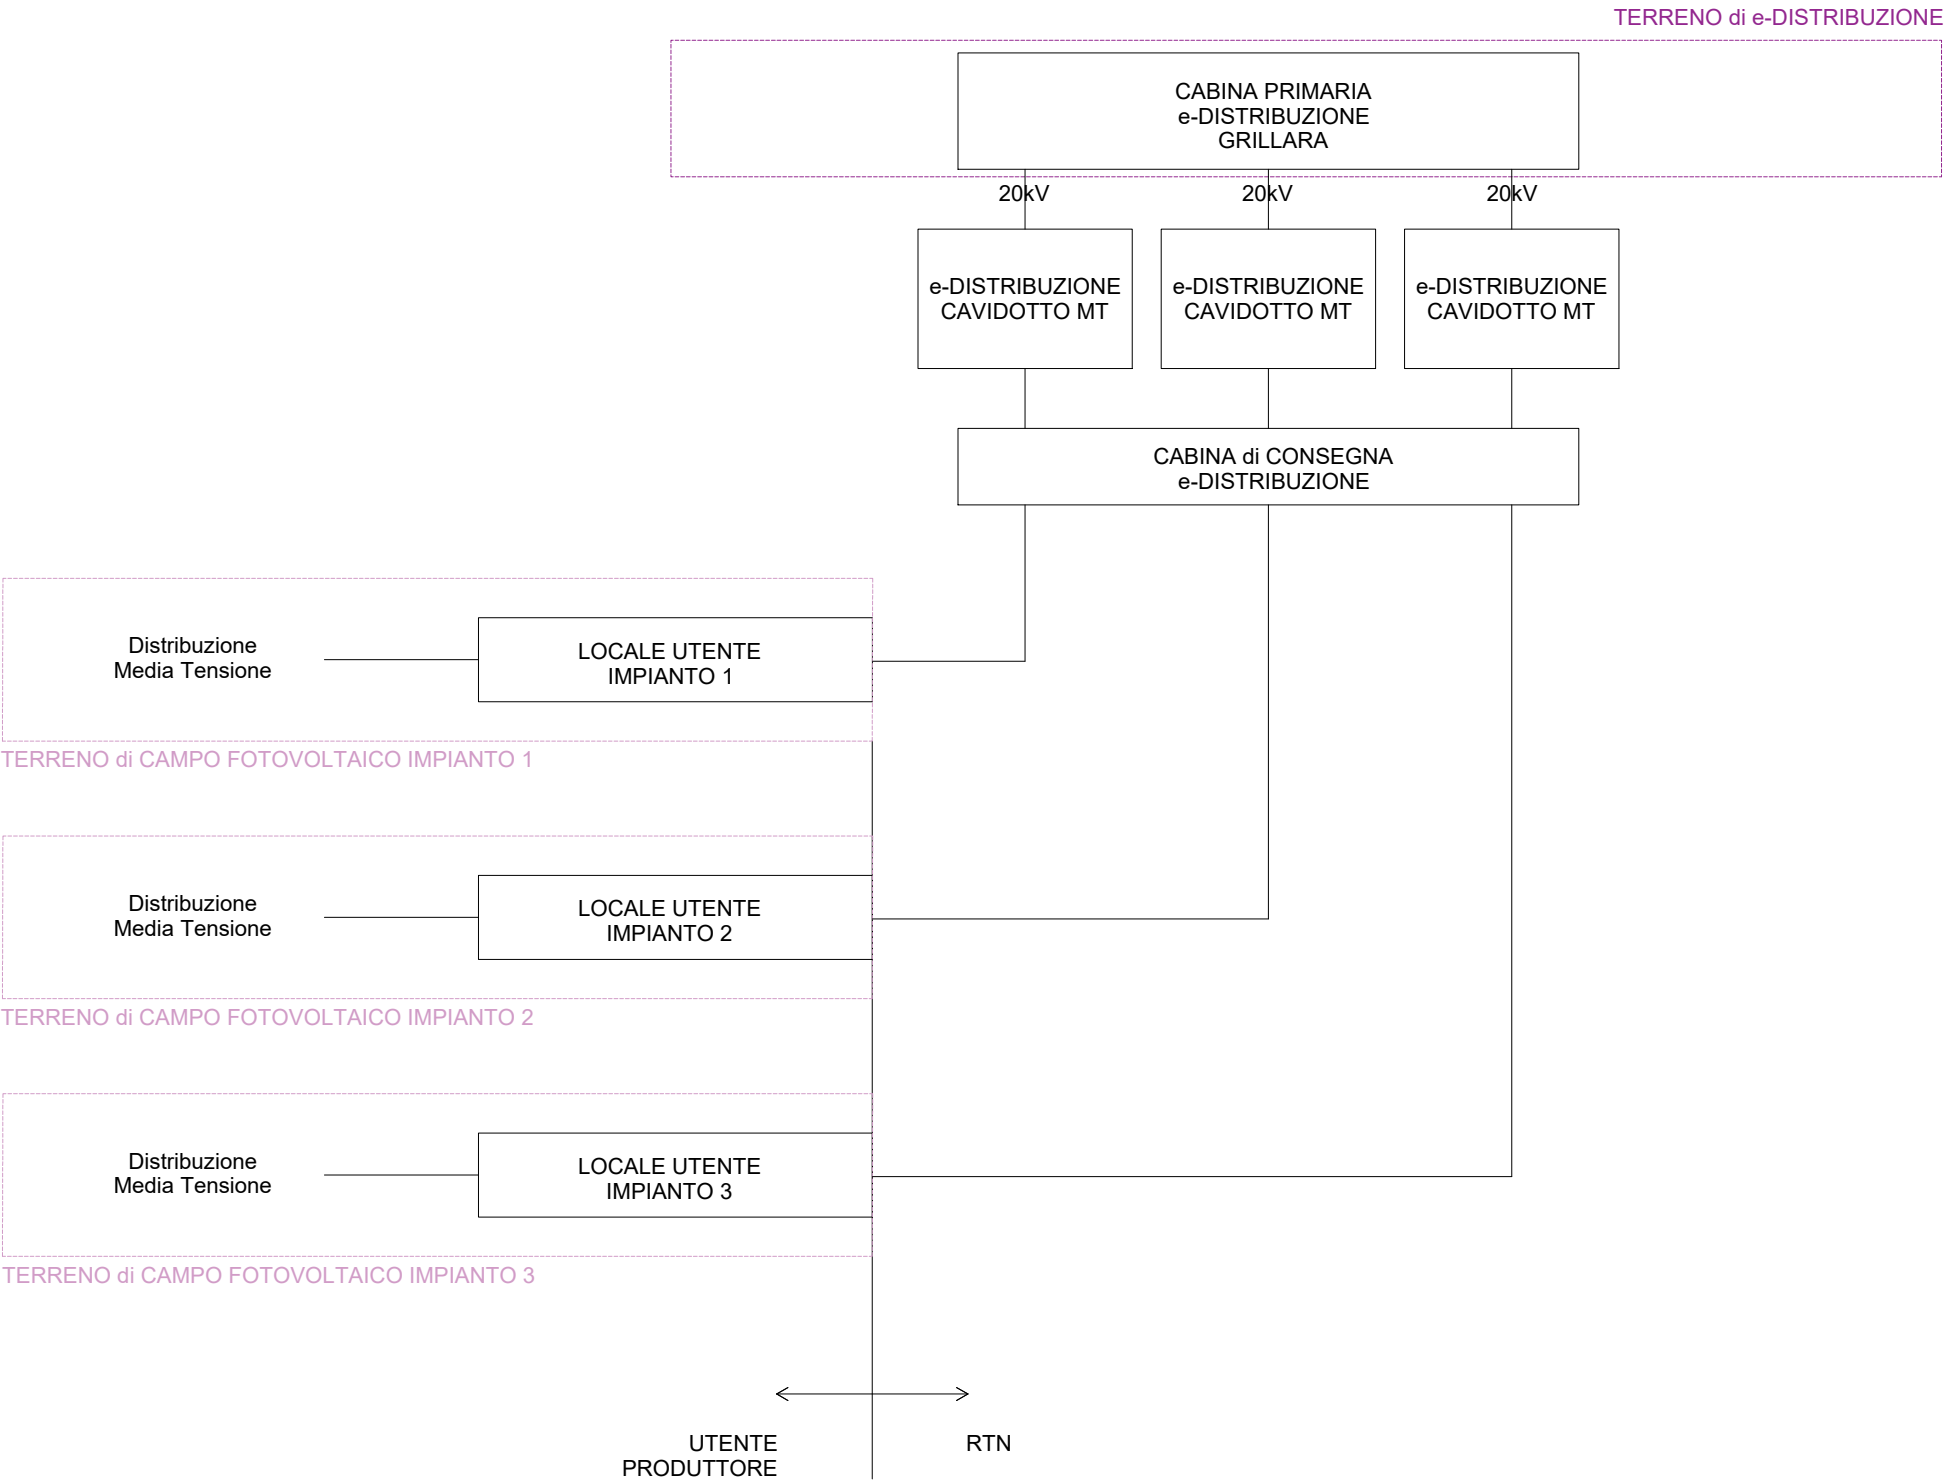 TERRENO di e-DISTRIBUZIONE
CABINA PRIMARIA
e-DISTRIBUZIONE
GRILLARA
20kV
20kV
20kV
e-DISTRIBUZIONE
CAVIDOTTO MT
e-DISTRIBUZIONE
CAVIDOTTO MT
e-DISTRIBUZIONE
CAVIDOTTO MT
CABINA di CONSEGNA
e-DISTRIBUZIONE
Distribuzione
Media Tensione
LOCALE UTENTE
IMPIANTO 1
TERRENO di CAMPO FOTOVOLTAICO IMPIANTO 1
Distribuzione
Media Tensione
LOCALE UTENTE
IMPIANTO 2
TERRENO di CAMPO FOTOVOLTAICO IMPIANTO 2
Distribuzione
Media Tensione
LOCALE UTENTE
IMPIANTO 3
TERRENO di CAMPO FOTOVOLTAICO IMPIANTO 3
UTENTE
PRODUTTORE
RTN